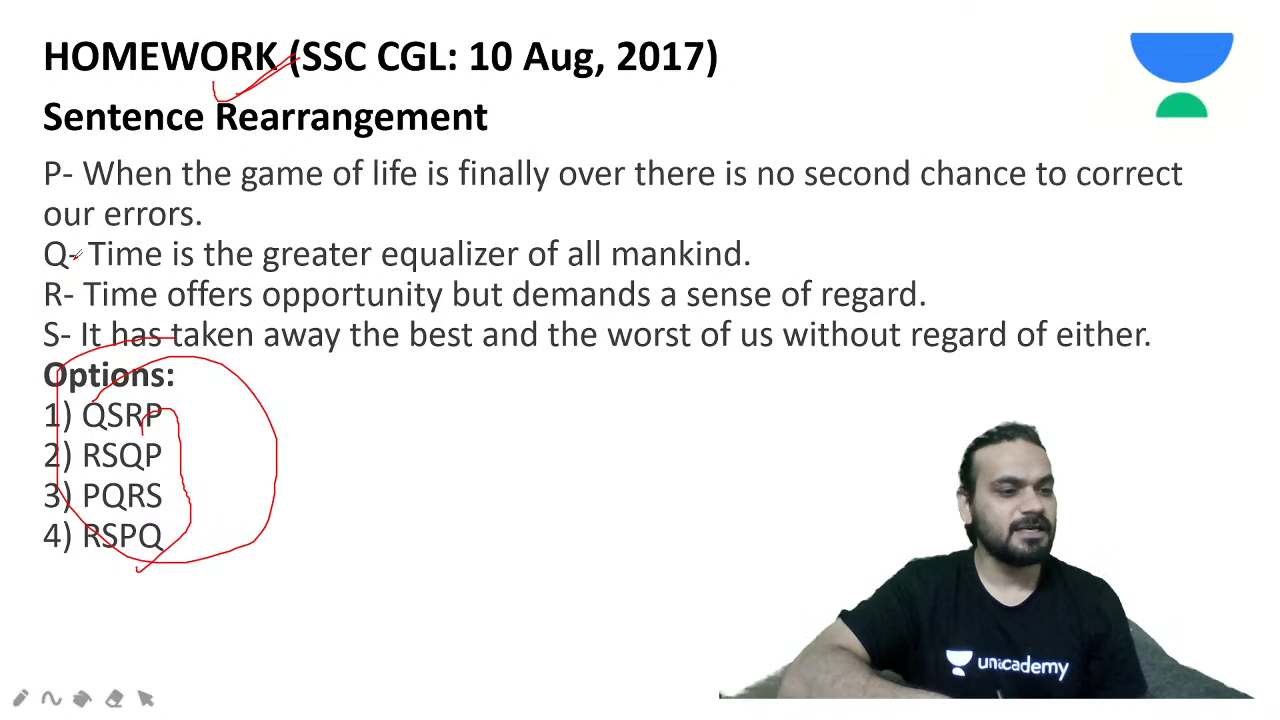 HOMEWORK (SSC CGL: 10 Aug, 2017)
Sentence Rearrangement
P- When the game of life is finally over there is no second chance to correct
our errors.
Q- Time is the greater equalizer of all mankind.
R- Time offers opportunity but demands a sense of regard.
S- It has taken away the best and the worst of us without regard of either.
Options:
1) QSRP
2) RSQP
3) PQRS
4) RSPQ
unacademy